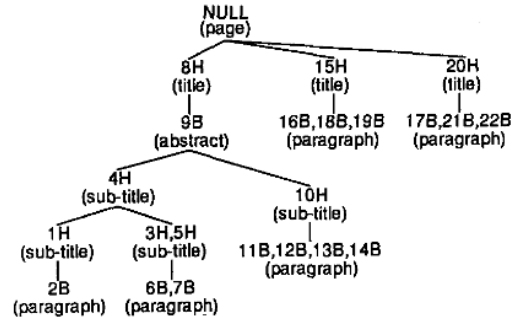 NULL
(page)
8H 15H 20H
(title) (title) (title)
9B 16B,18B,19B 17B,21B,22B
(abstract) (paragraph) (paragraph)
4H 10H
(sub-title) (sub-title)
1H 3H,5H 11B,12B,13B,14B
(sub-title) (sub-title) (paragraph)
2B 6B,7B
(paragraph) (paragraph)